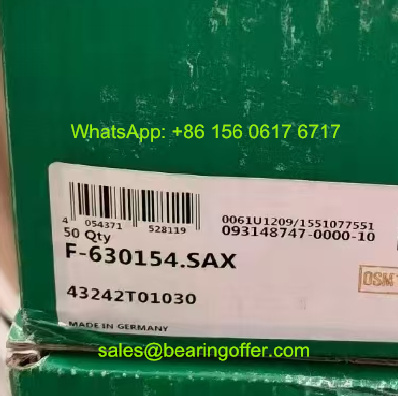 WhatsApp: +86 156 0617 6717
4 054371 528119
0061U1209/1551077551
093148747-0000-10
50 Qty
F-630154.SAX
43242T01030
MADE IN GERMANY
sales@bearingoffer.com